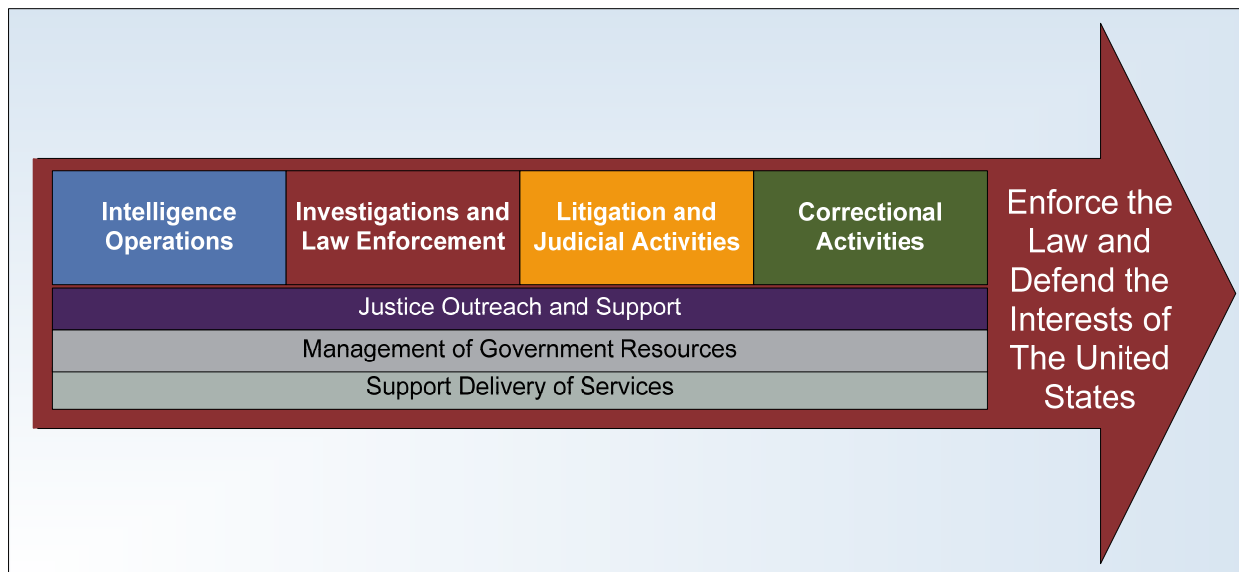 Intelligence
Operations
Investigations and
Law Enforcement
Litigation and
Judicial Activities
Correctional
Activities
Justice Outreach and Support
Management of Government Resources
Support Delivery of Services
Enforce the
Law and
Defend the
Interests of
The United
States